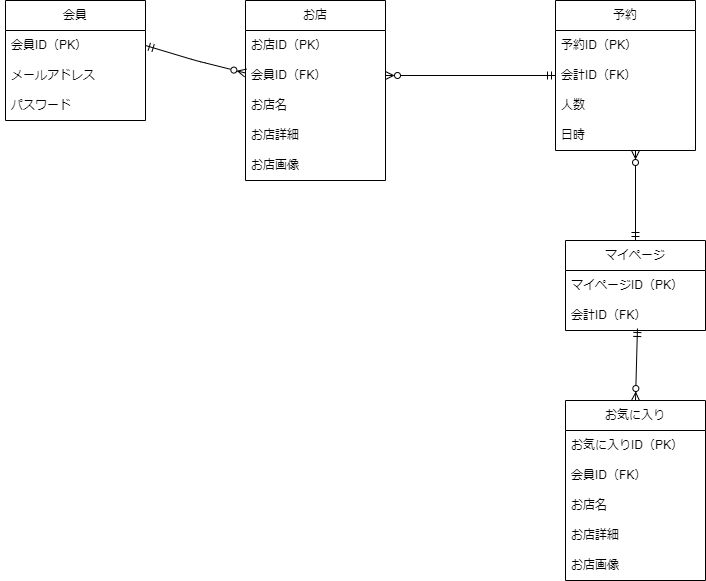 会員
会員ID（PK）
メールアドレス
パスワード
お店
お店ID（PK）
会員ID（FK）
お店名
お店詳細
お店画像
予約
予約ID（PK）
会計ID（FK）
人数
日時
マイページ
マイページID（PK）
会計ID（FK）
お気に入り
お気に入りID（PK）
会員ID（FK）
お店名
お店詳細
お店画像